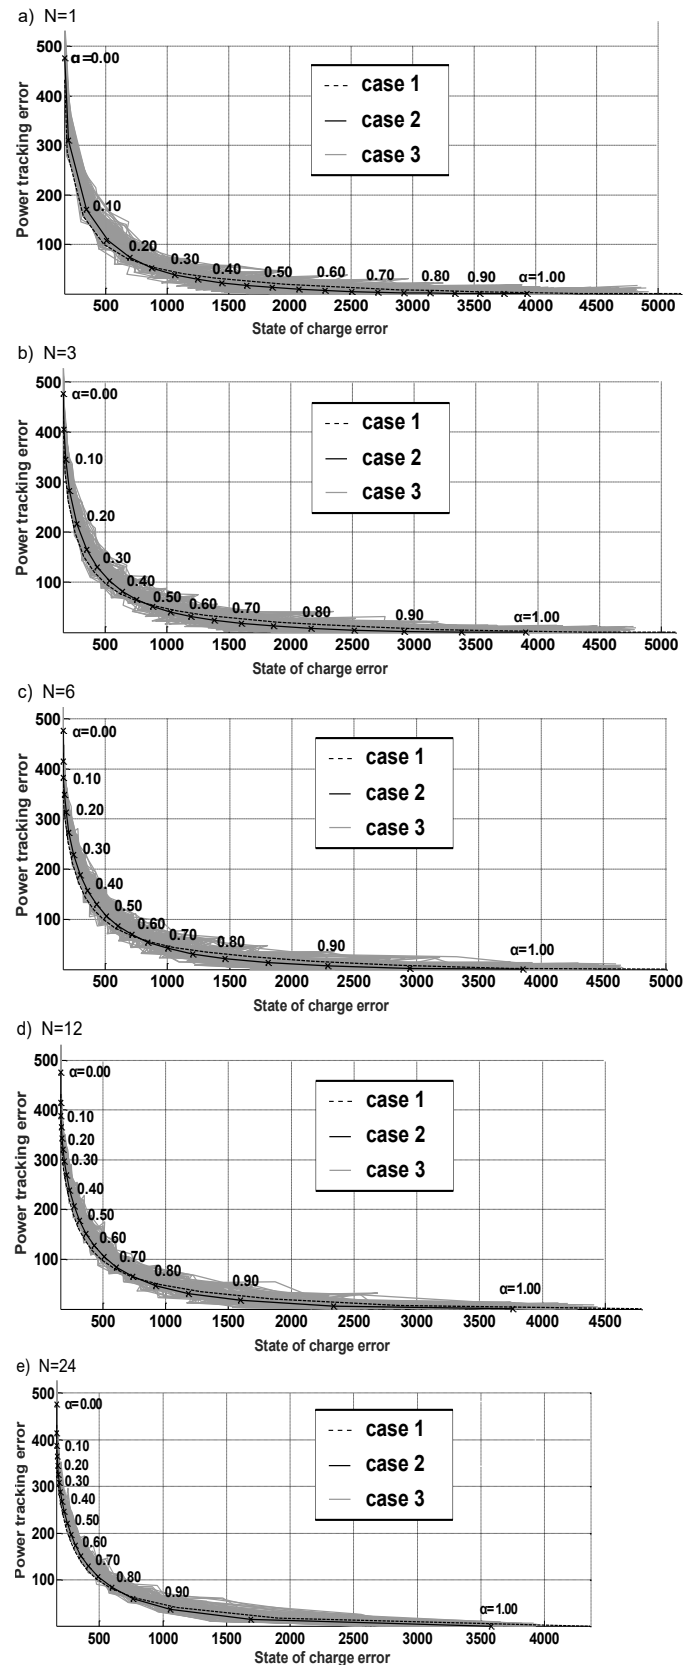 a) N=1
500
α=0.00
400
case 1
300
case 2
case 3
200
0.10
100
0.20
0.30
0.40
0.50
0.60
0.70
0.80
0.90
α=1.00
500 1000 1500 2000 2500 3000 3500 4000 4500 5000
Power tracking error
State of charge error
b) N=3
500
α=0.00
400
case 1
0.10
300
case 2
case 3
0.20
200
0.30
100
0.40
0.50
0.60
0.70
0.80
0.90
α=1.00
500 1000 1500 2000 2500 3000 3500 4000 4500 5000
Power tracking error
State of charge error
c) N=6
500
α=0.00
400
case 1
0.10
0.20
300
case 2
case 3
0.30
200
0.40
0.50
100
0.60
0.70
0.80
0.90
α=1.00
500 1000 1500 2000 2500 3000 3500 4000 4500 5000
Power tracking error
State of charge error
d) N=12
500
α=0.00
400
case 1
0.10
0.20
300
0.30
case 2
case 3
0.40
200
0.50
0.60
100
0.70
0.80
0.90
α=1.00
500 1000 1500 2000 2500 3000 3500 4000 4500
Power tracking error
State of charge error
e) N=24
500
α=0.00
400
case 1
0.10
0.20
300
0.30
case 2
0.40
case 3
200
0.50
0.60
100
0.70
0.80
0.90
α=1.00
500 1000 1500 2000 2500 3000 3500 4000
Power tracking error
State of charge error